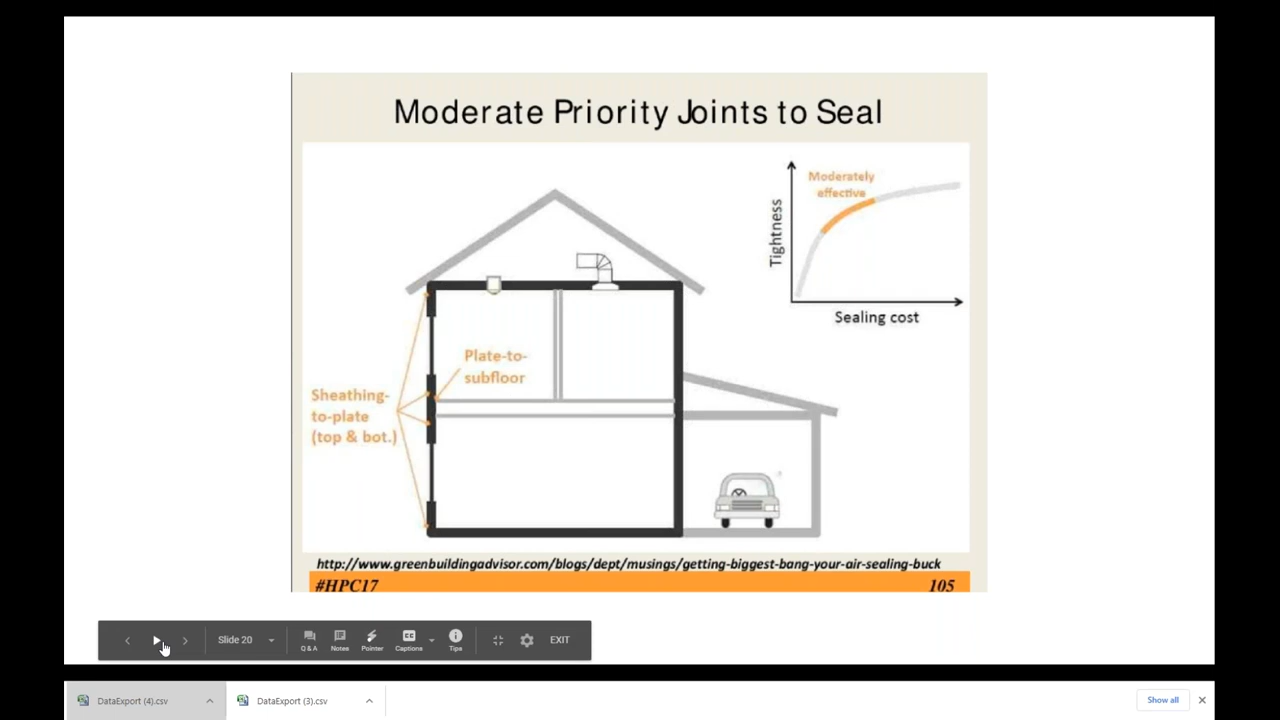 Moderate Priority Joints to Seal
Moderately
effective
Tightness
Sealing cost
Plate-to-
subfloor
Sheathing-
to-plate
(top & bot.)
http://www.greenbuildingadvisor.com/blogs/dept/musings/getting-biggest-bang-your-air-sealing-buck
#HPC17 105
Slide 20
Q & A Notes Pointer Captions Tips EXIT
CC
DataExport (4).csv DataExport (3).csv Show all